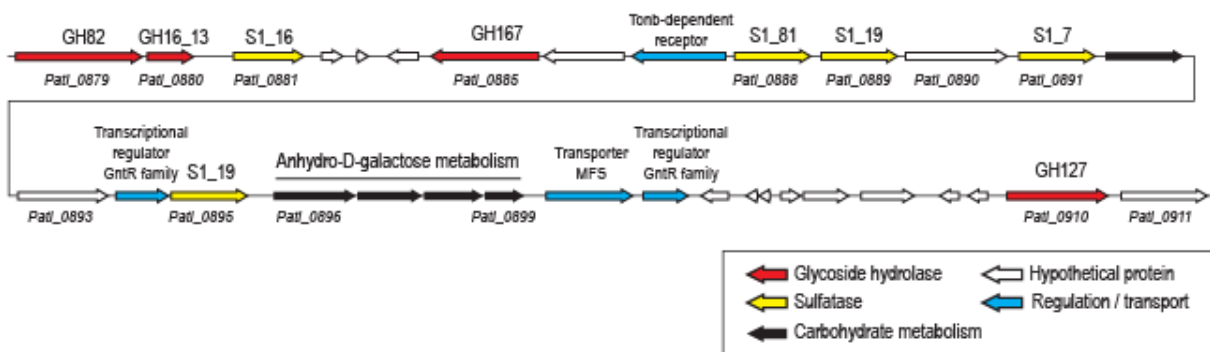 Tonb-dependent
receptor
GH82 GH16_13 S1_16 GH167 S1_81 S1_19 S1_7
Patl_0879 Patl_0880 Patl_0881 Patl_0885 Patl_0888 Patl_0889 Patl_0890 Patl_0891
Transcriptional
regulator
GntR family
S1_19
Anhydro-D-galactose metabolism
Transporter
MFS
Transcriptional
regulator
GntR family
GH127
Patl_0893 Patl_0895 Patl_0896 Patl_0899 Patl_0910 Patl_0911
Glycoside hydrolase Hypothetical protein
Sulfatase Regulation / transport
Carbohydrate metabolism